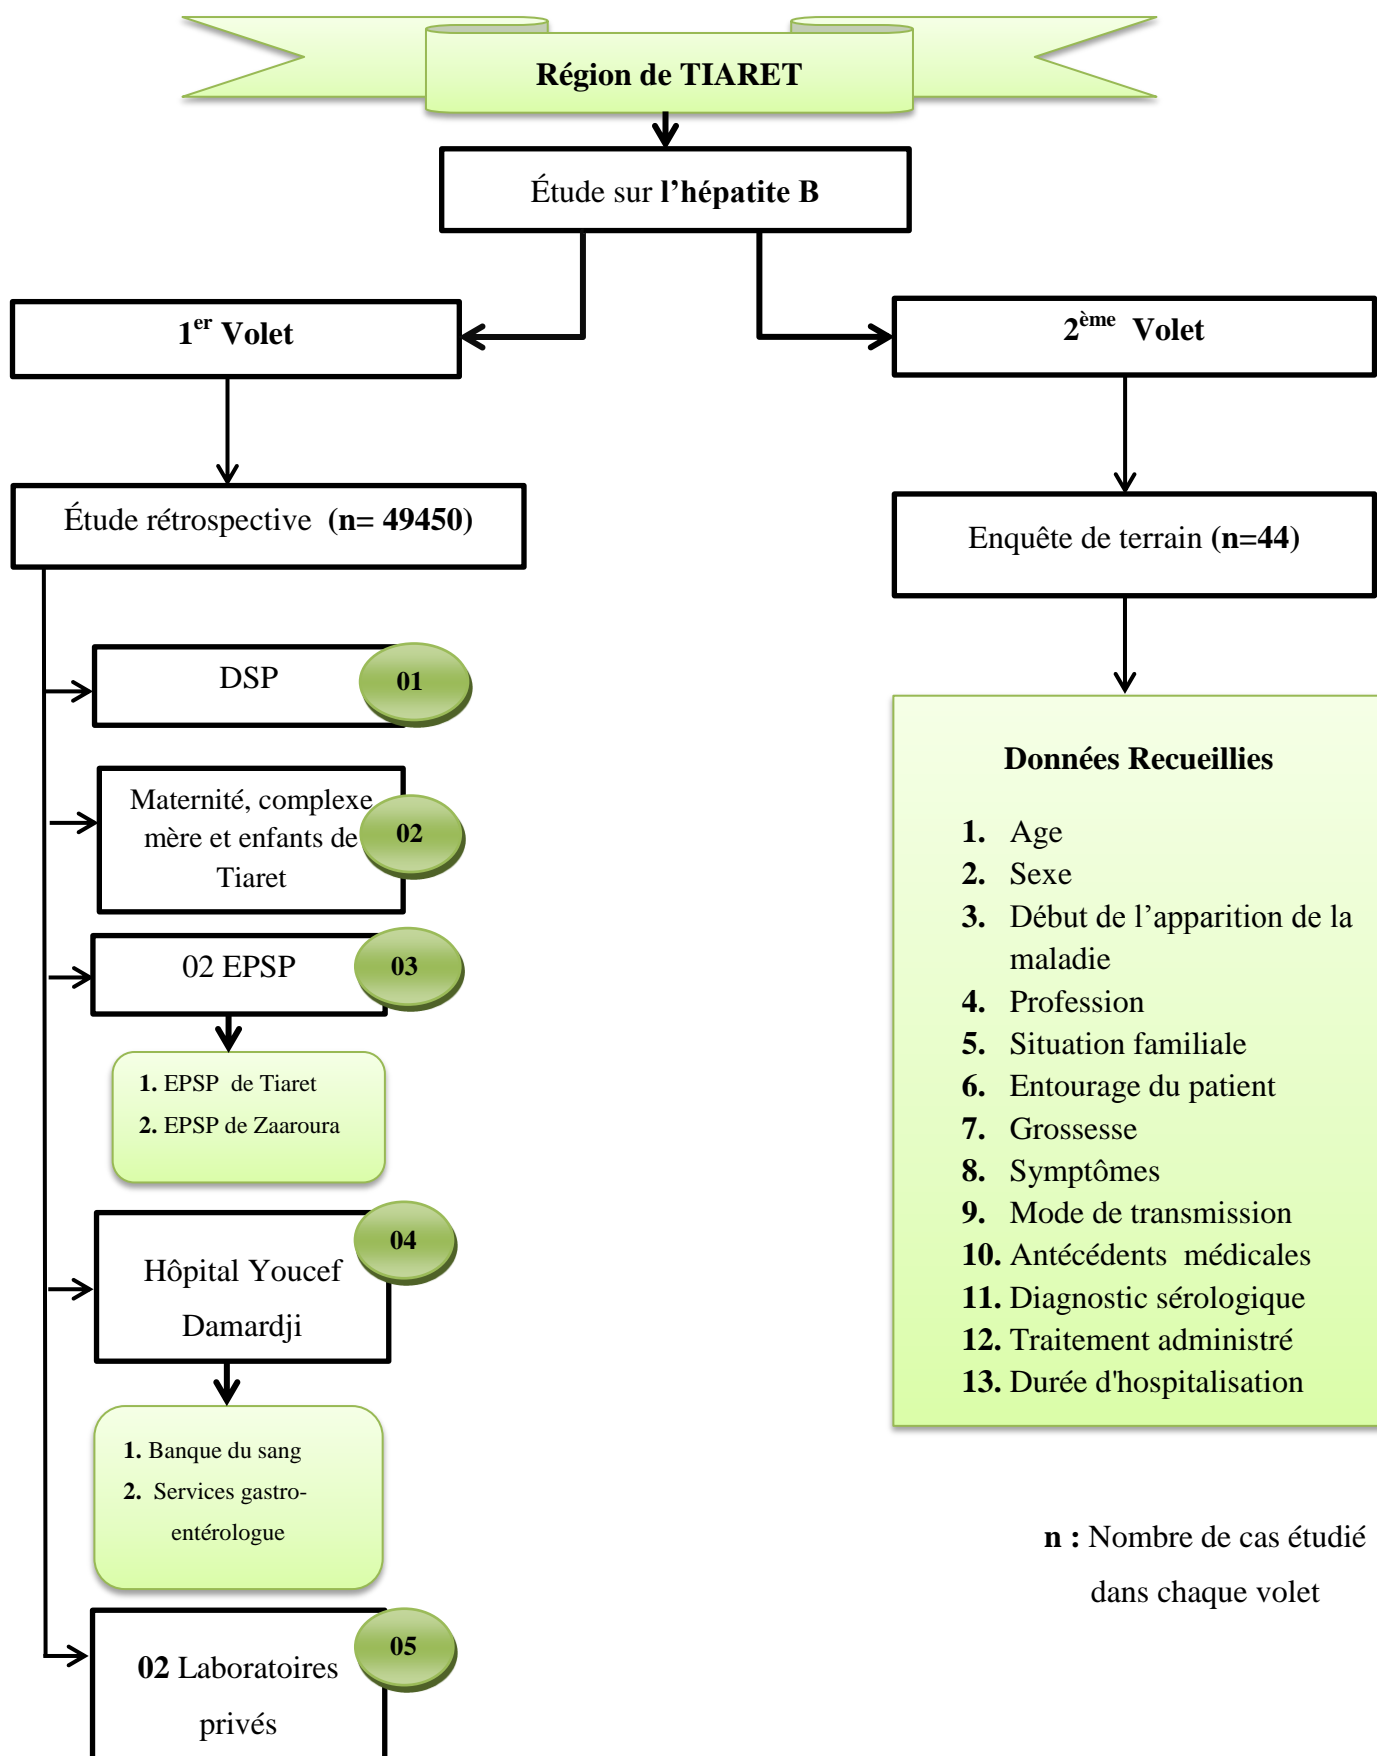 Région de TIARET
Étude sur l’hépatite B
1er Volet
2ème Volet
Étude rétrospective (n= 49450)
Enquête de terrain (n=44)
DSP
01
Maternité, complexe
mère et enfants de
Tiaret
02
02 EPSP
03
1. EPSP de Tiaret
2. EPSP de Zaaroura
Hôpital Youcef
Damardji
04
1. Banque du sang
2. Services gastro-
entérologue
02 Laboratoires
privés
05
Données Recueillies
1. Age
2. Sexe
3. Début de l’apparition de la
maladie
4. Profession
5. Situation familiale
6. Entourage du patient
7. Grossesse
8. Symptômes
9. Mode de transmission
10. Antécédents médicales
11. Diagnostic sérologique
12. Traitement administré
13. Durée d'hospitalisation
n : Nombre de cas étudié
dans chaque volet